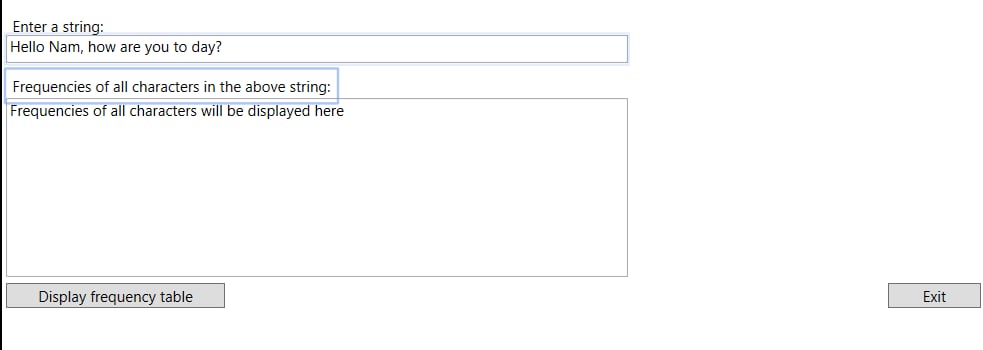 Enter a string:
Hello Nam, how are you to day?
Frequencies of all characters in the above string:
Frequencies of all characters will be displayed here
Display frequency table
Exit